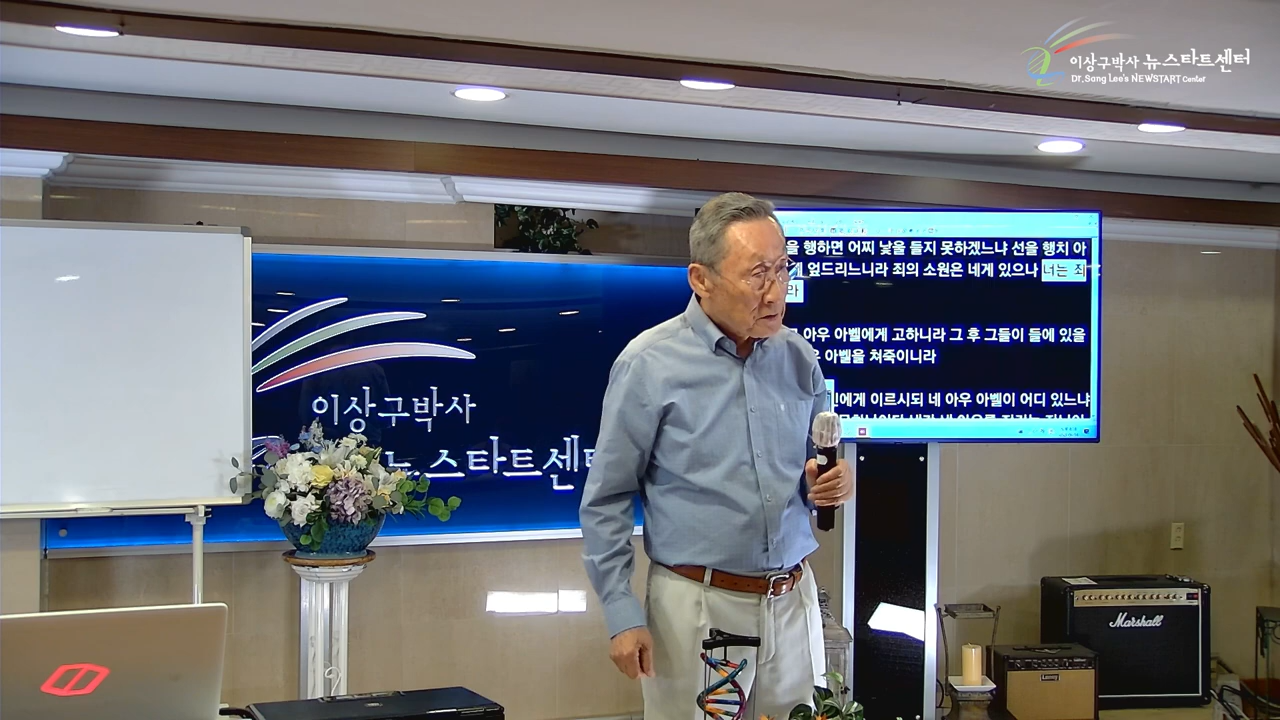 이상구박사 뉴스타트센터
Dr.Sang Lee's NEWSTART Center
을 행하면 어찌 낯을 들지 못하겠느냐 선을 행치 아
엎드리느니라 죄의 소원은 네게 있으나 너는 죄
라
아우 아벨에게 고하니라 그 후 그들이 들에 있을
아벨을 쳐죽이니라
에게 이르시되 네 아우 아벨이 어디 있느냐
이상구박사
뉴스타트센터
Marshall
Laney